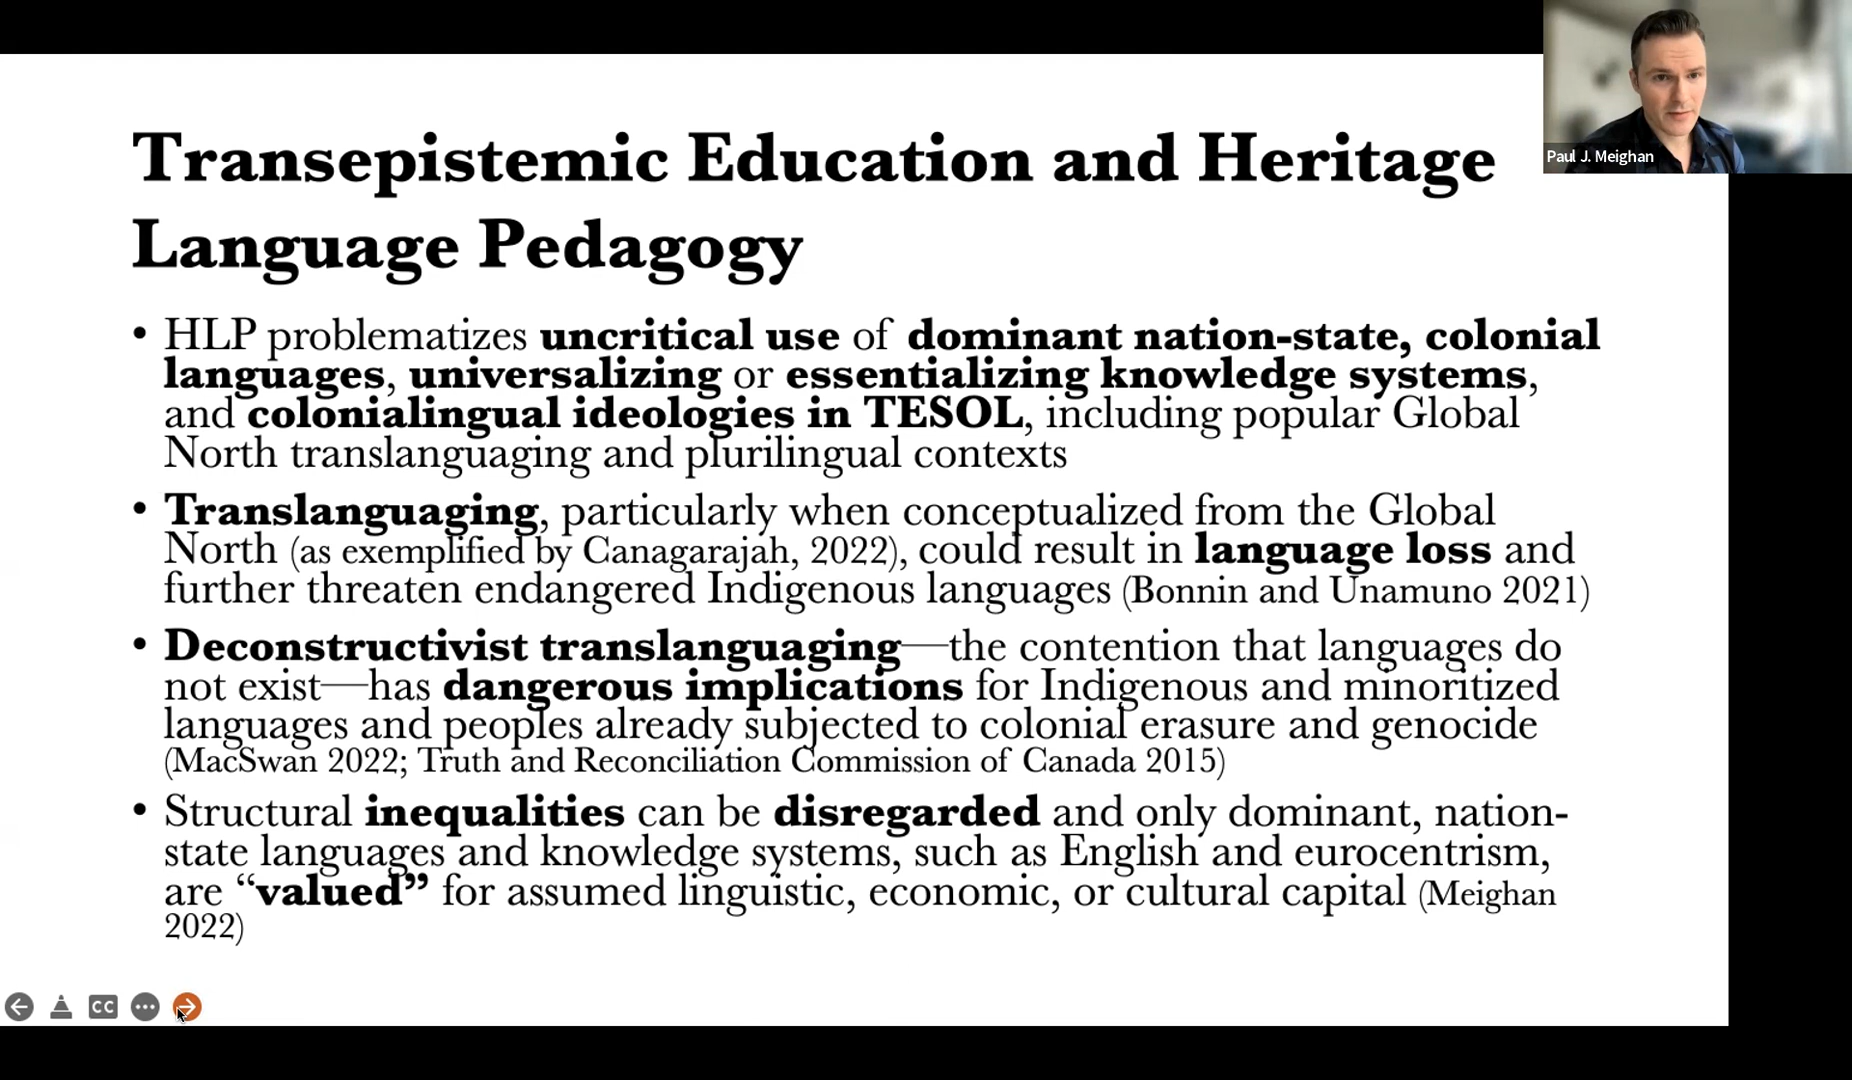 Paul J. Meighan
Transepistemic Education and Heritage
Language Pedagogy
• HLP problematizes uncritical use of dominant nation-state, colonial
languages, universalizing or essentializing knowledge systems,
and colonialingual ideologies in TESOL, including popular Global
North translanguaging and plurilingual contexts
• Translanguaging, particularly when conceptualized from the Global
North (as exemplified by Canagarajah, 2022), could result in language loss and
further threaten endangered Indigenous languages (Bonnin and Unamuno 2021)
• Deconstructivist translanguaging—the contention that languages do
not exist—has dangerous implications for Indigenous and minoritized
languages and peoples already subjected to colonial erasure and genocide
(MacSwan 2022; Truth and Reconciliation Commission of Canada 2015)
• Structural inequalities can be disregarded and only dominant, nation-
state languages and knowledge systems, such as English and eurocentrism,
are “valued” for assumed linguistic, economic, or cultural capital (Meighan
2022)
CC